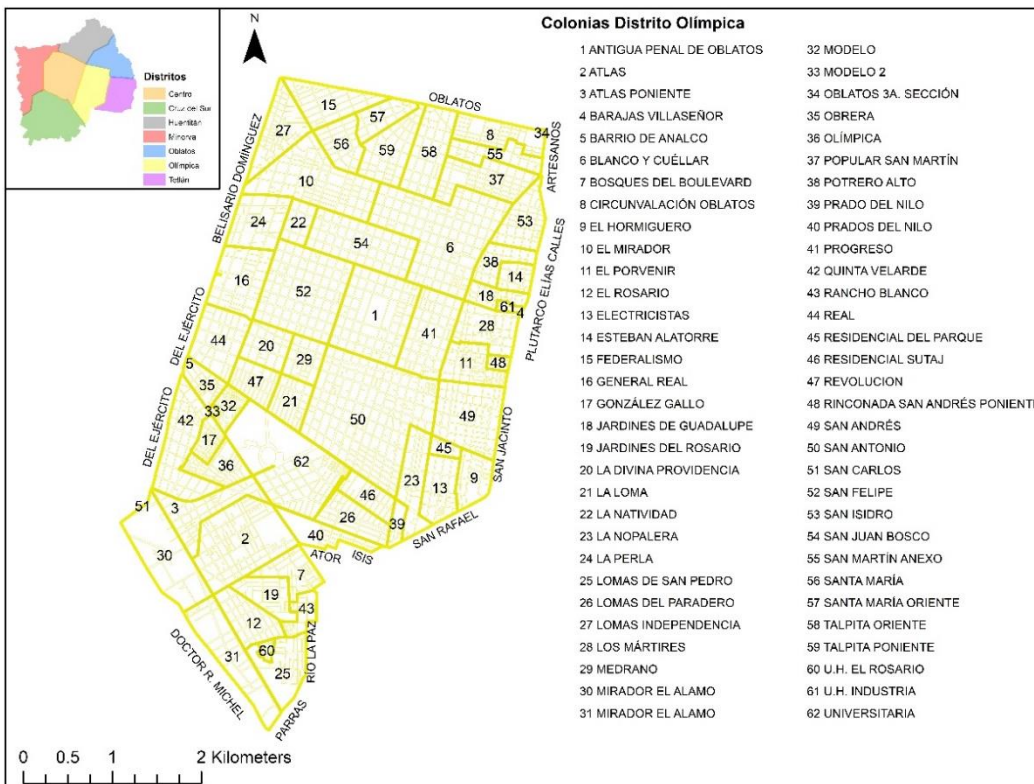 Colonias Distrito Olímpica
Distritos
Centro
Cruz del Sur
Huentitan
Minerva
Oblatos
Olímpica
Tetlán
N
OBLATOS
ARTESANOS
PLUTARCO ELÍAS CALLES
SAN JACINTO
SAN RAFAEL
ISIS
ATOR
RÍO LA PAZ
PARRAS
DOCTOR R. MICHEL
DEL EJÉRCITO
DEL EJÉRCITO
BELISARIO DOMÍNGUEZ
15
57
27
56
59
58
8
34
55
37
10
24
22
54
6
53
38
14
16
52
18
61
4
1
28
41
44
20
29
11
48
5
35
47
21
50
49
33
32
42
17
36
62
45
46
23
13
9
26
39
51
3
2
40
30
7
19
43
12
60
31
25
0 0.5 1 2 Kilometers
1 ANTIGUA PENAL DE OBLATOS
2 ATLAS
3 ATLAS PONIENTE
4 BARAJAS VILLASEÑOR
5 BARRIO DE ANALCO
6 BLANCO Y CUÉLLAR
7 BOSQUES DEL BOULEVARD
8 CIRCUNVALACIÓN OBLATOS
9 EL HORMIGUERO
10 EL MIRADOR
11 EL PORVENIR
12 EL ROSARIO
13 ELECTRICISTAS
14 ESTEBAN ALATORRE
15 FEDERALISMO
16 GENERAL REAL
17 GONZÁLEZ GALLO
18 JARDINES DE GUADALUPE
19 JARDINES DEL ROSARIO
20 LA DIVINA PROVIDENCIA
21 LA LOMA
22 LA NATIVIDAD
23 LA NOPALERA
24 LA PERLA
25 LOMAS DE SAN PEDRO
26 LOMAS DEL PARADERO
27 LOMAS INDEPENDENCIA
28 LOS MÁRTIRES
29 MEDRANO
30 MIRADOR EL ALAMO
31 MIRADOR EL ALAMO
32 MODELO
33 MODELO 2
34 OBLATOS 3A. SECCIÓN
35 OBRERA
36 OLÍMPICA
37 POPULAR SAN MARTÍN
38 POTRERO ALTO
39 PRADO DEL NILO
40 PRADOS DEL NILO
41 PROGRESO
42 QUINTA VELARDE
43 RANCHO BLANCO
44 REAL
45 RESIDENCIAL DEL PARQUE
46 RESIDENCIAL SUTAJ
47 REVOLUCION
48 RINCONADA SAN ANDRÉS PONIENTE
49 SAN ANDRÉS
50 SAN ANTONIO
51 SAN CARLOS
52 SAN FELIPE
53 SAN ISIDRO
54 SAN JUAN BOSCO
55 SAN MARTÍN ANEXO
56 SANTA MARÍA
57 SANTA MARÍA ORIENTE
58 TALPITA ORIENTE
59 TALPITA PONIENTE
60 U.H. EL ROSARIO
61 U.H. INDUSTRIA
62 UNIVERSITARIA